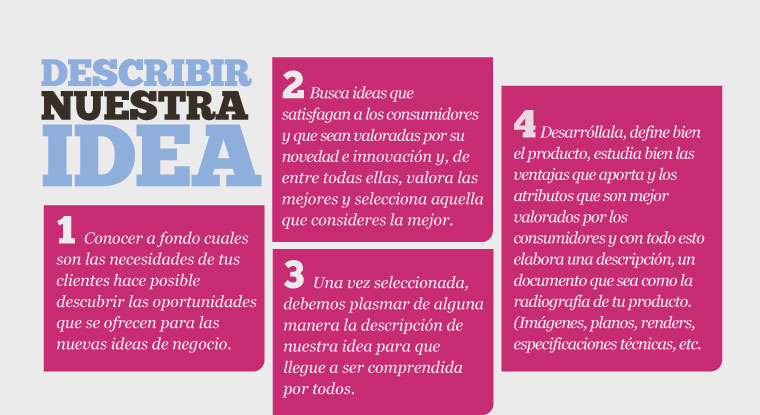 DESCRIBIR
NUESTRA
IDEA
1 Conocer a fondo cuales
son las necesidades de tus
clientes hace posible
descubrir las oportunidades
que se ofrecen para las
nuevas ideas de negocio.
2 Busca ideas que
satisfagan a los consumidores
y que sean valoradas por su
novedad e innovación y, de
entre todas ellas, valora las
mejores y selecciona aquella
que consideres la mejor.
3 Una vez seleccionada,
debemos plasmar de alguna
manera la descripción de
nuestra idea para que
llegue a ser comprendida
por todos.
4 Desarróllala, define bien
el producto, estudia bien las
ventajas que aporta y los
atributos que son mejor
valorados por los
consumidores y con todo esto
elabora una descripción, un
documento que sea como la
radiografía de tu producto.
(Imágenes, planos, renders,
especificaciones técnicas, etc.